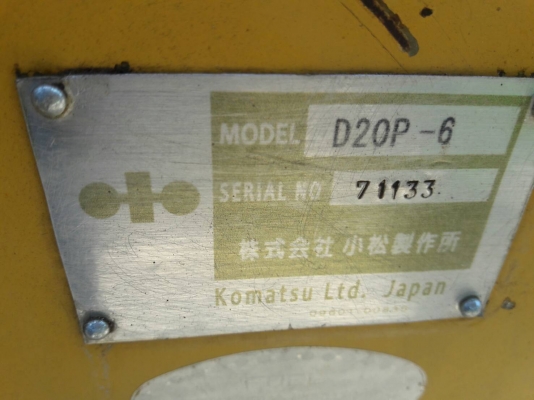 MODEL D20P-6
SERIAL NO 71133
株式会社 小松製作所
Komatsu Ltd. Japan